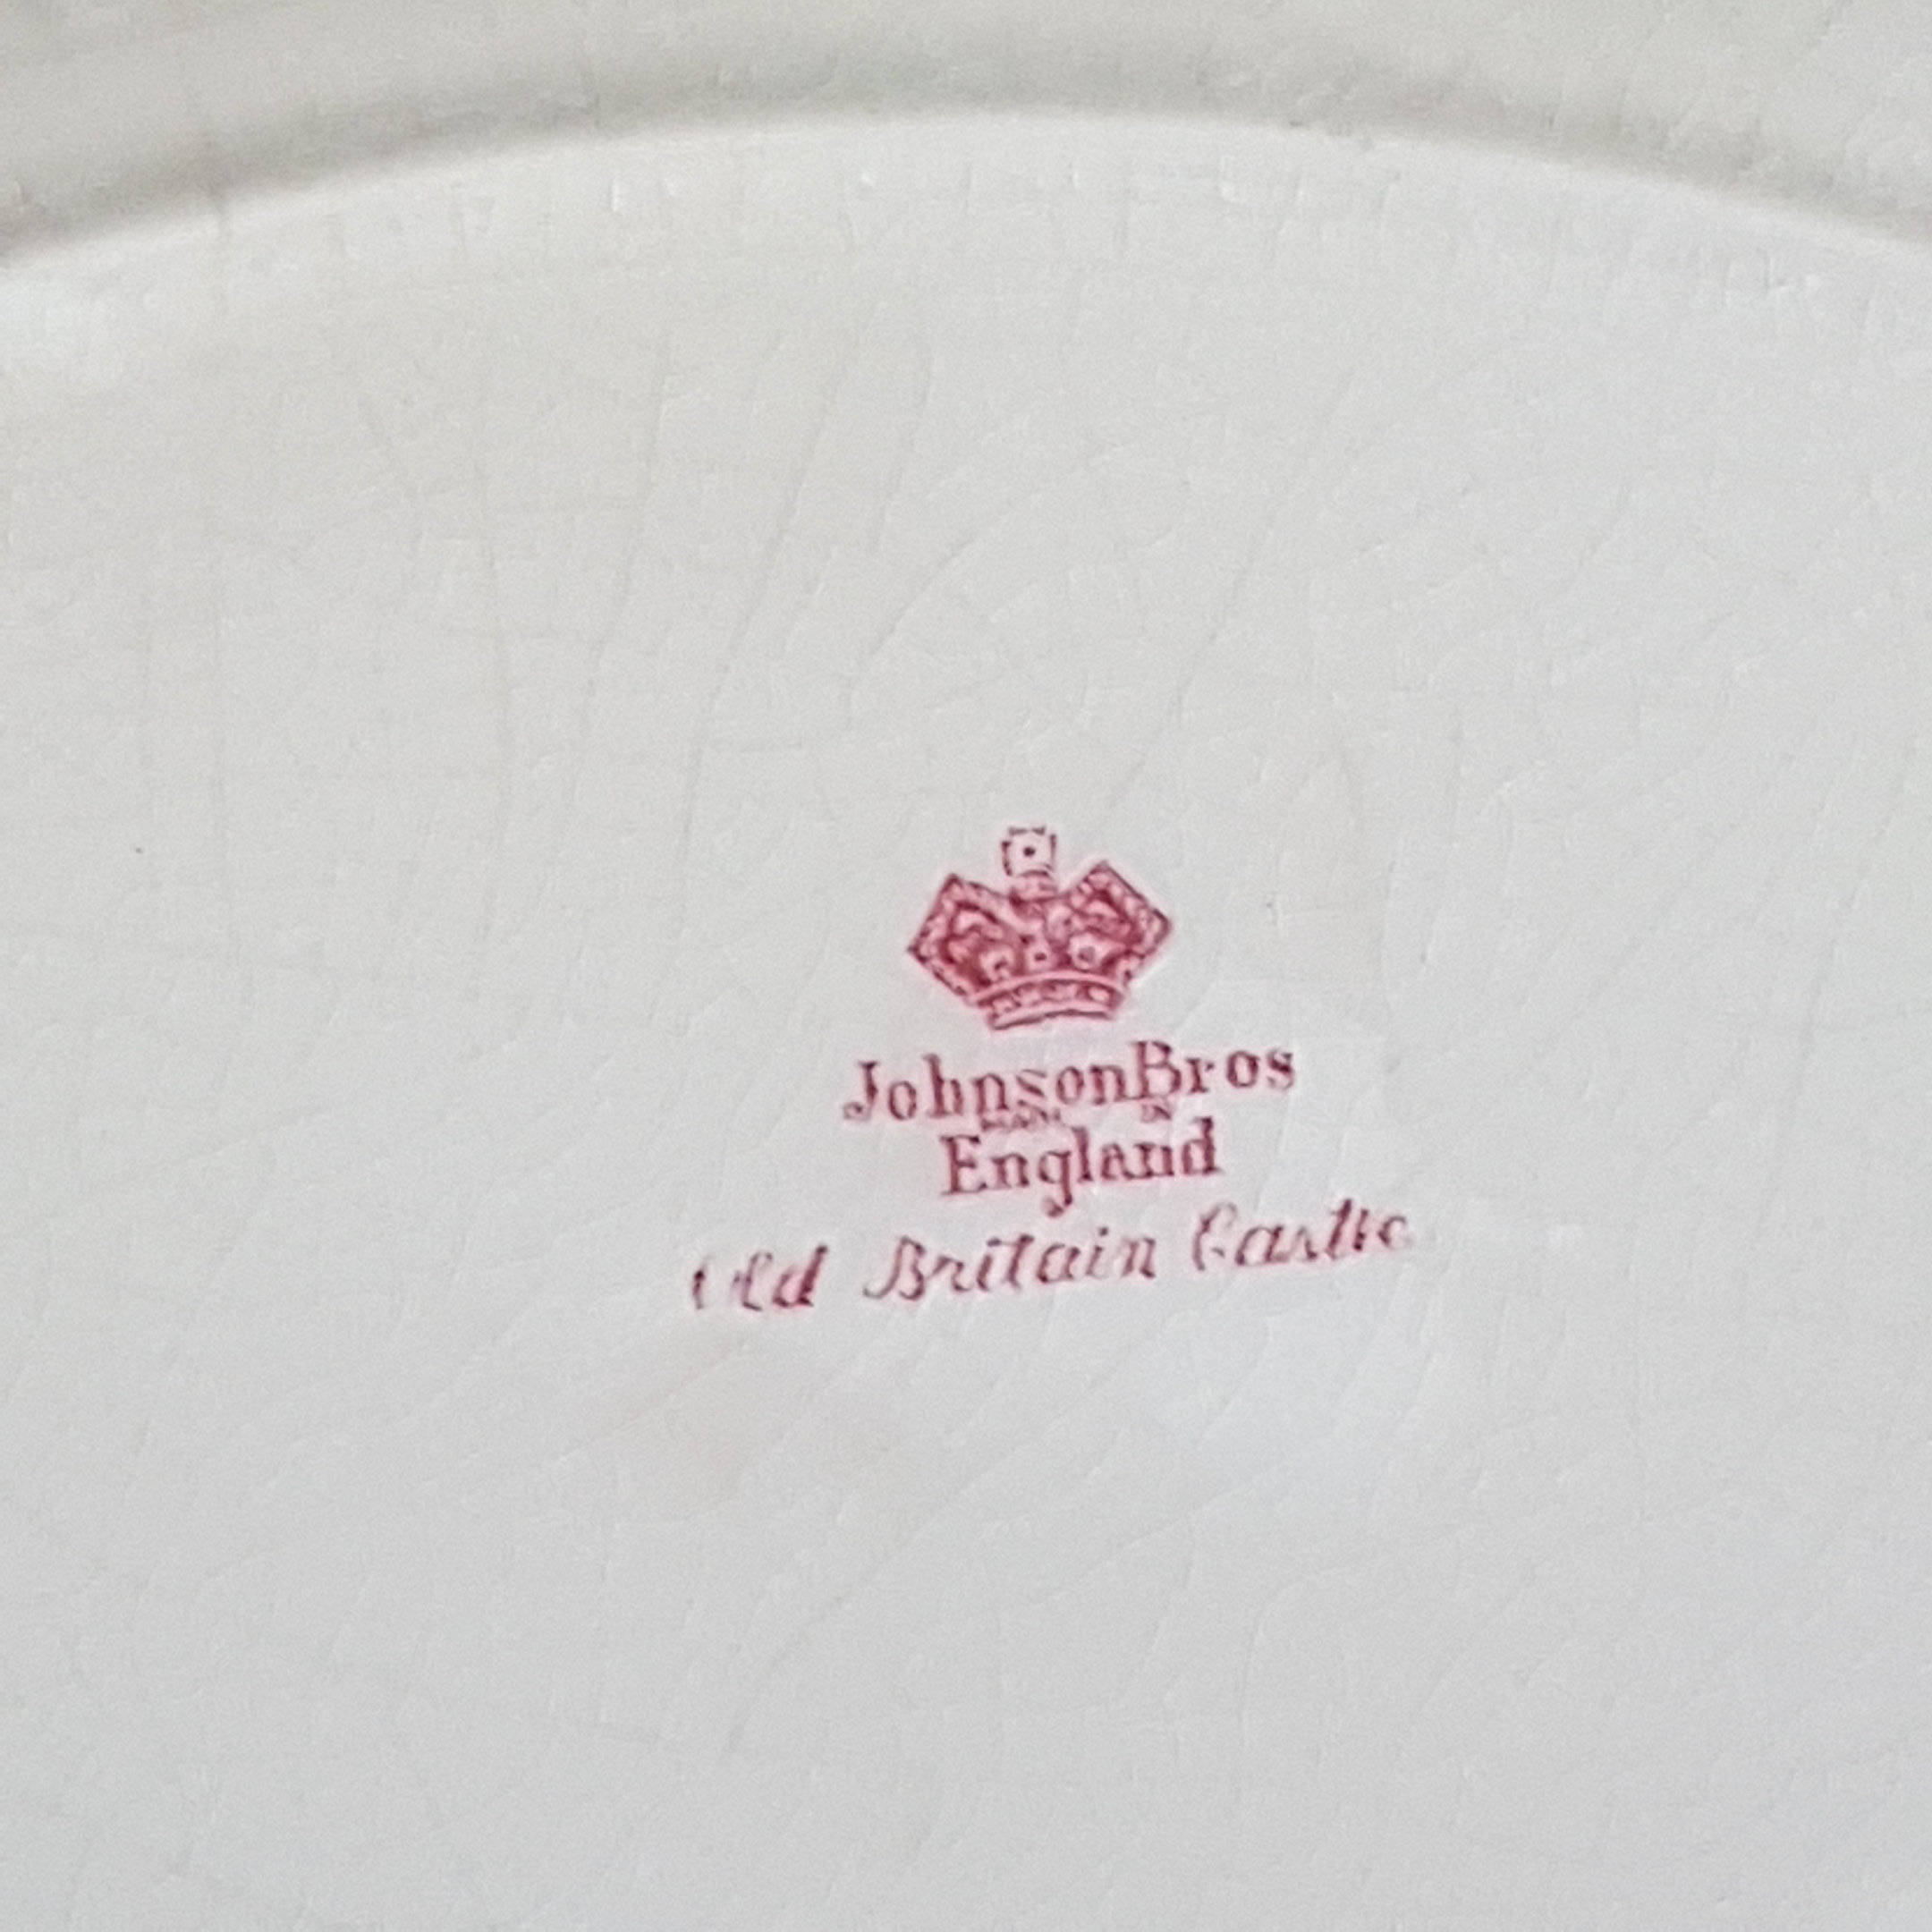 Johnson Bros
MADE IN
England
Old Britain Castle